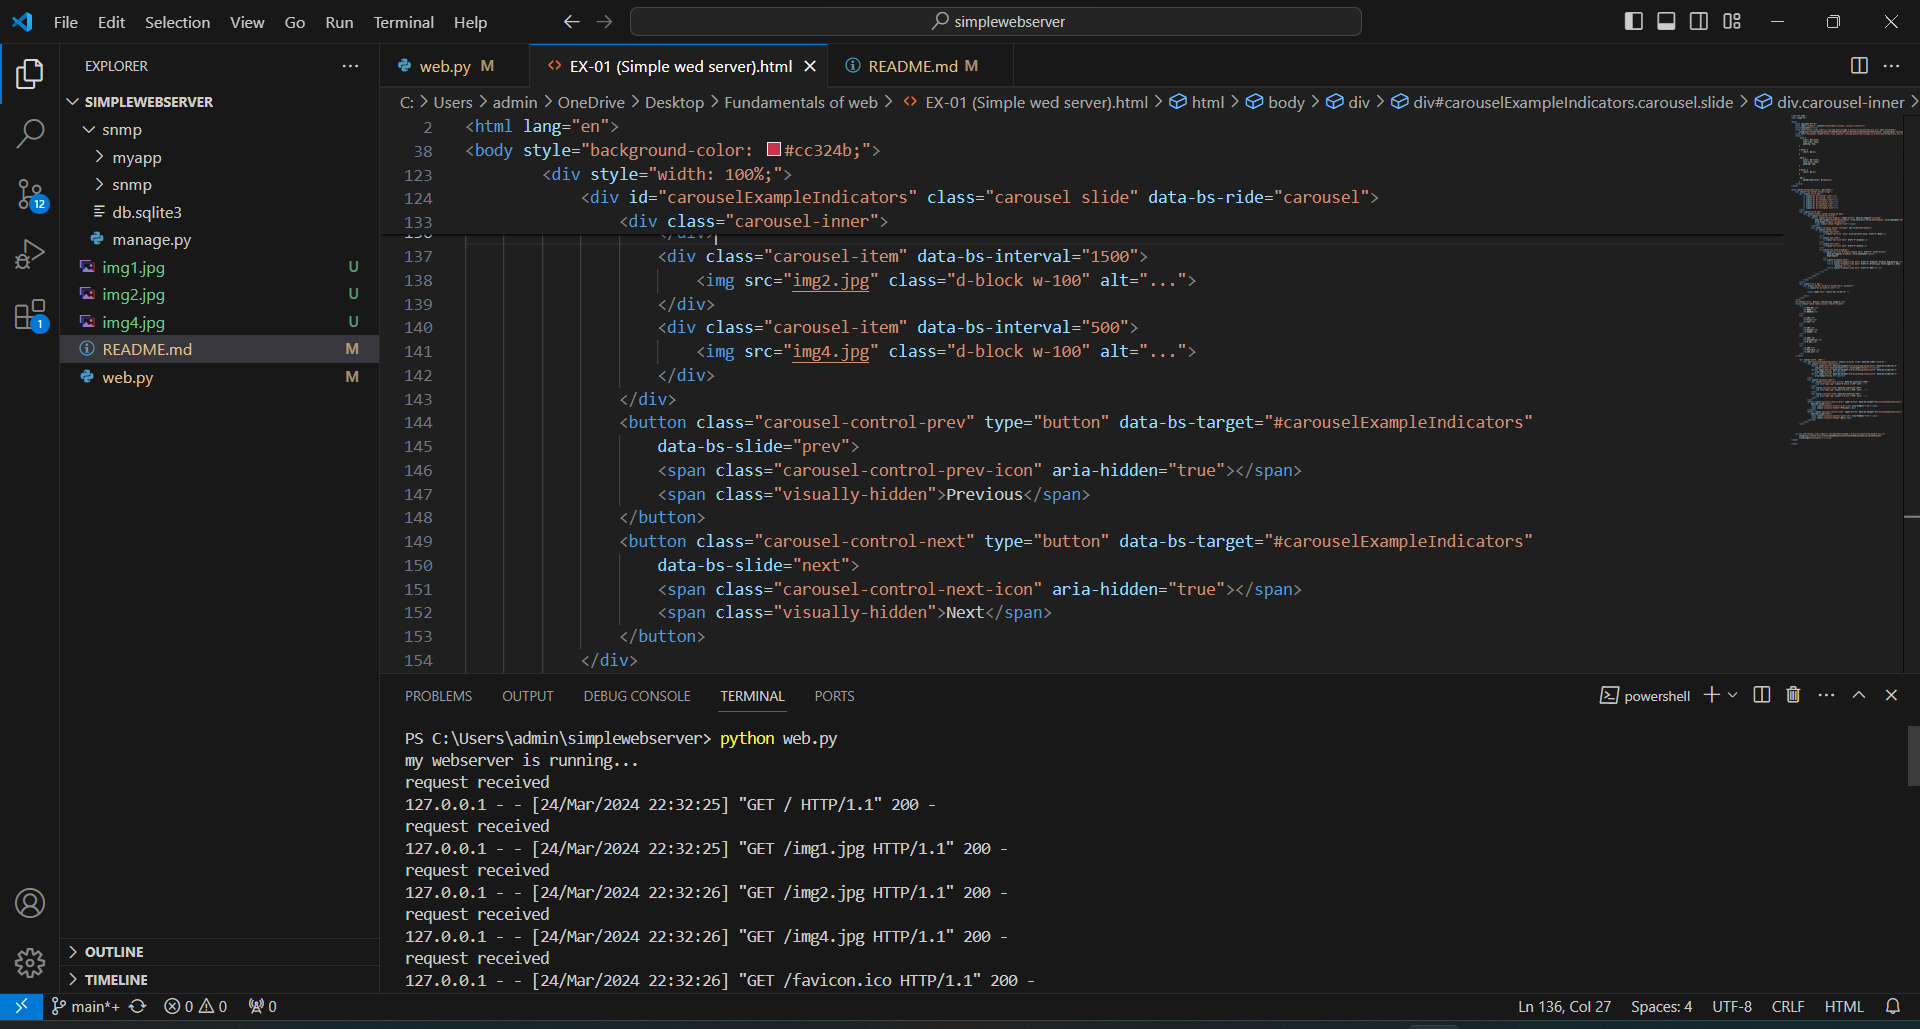 File Edit Selection View Go Run Terminal Help
simplewebserver
EXPLORER
SIMPLEWEBSERVER
snmp
myapp
snmp
db.sqlite3
manage.py
img1.jpg U
img2.jpg U
img4.jpg U
README.md M
web.py M
OUTLINE
TIMELINE
12
1
web.py M
EX-01 (Simple wed server).html
README.md M
C: > Users > admin > OneDrive > Desktop > Fundamentals of web > EX-01 (Simple wed server).html > html > body > div > div#carouselExampleIndicators.carousel.slide > div.carousel-inner >
2 <html lang="en">
38 <body style="background-color: #cc324b;">
123 <div style="width: 100%;">
124 <div id="carouselExampleIndicators" class="carousel slide" data-bs-ride="carousel">
133 <div class="carousel-inner">
136 </div>
137 <div class="carousel-item" data-bs-interval="1500">
138 <img src="img2.jpg" class="d-block w-100" alt="...">
139 </div>
140 <div class="carousel-item" data-bs-interval="500">
141 <img src="img4.jpg" class="d-block w-100" alt="...">
142 </div>
143 </div>
144 <button class="carousel-control-prev" type="button" data-bs-target="#carouselExampleIndicators"
145 data-bs-slide="prev">
146 <span class="carousel-control-prev-icon" aria-hidden="true"></span>
147 <span class="visually-hidden">Previous</span>
148 </button>
149 <button class="carousel-control-next" type="button" data-bs-target="#carouselExampleIndicators"
150 data-bs-slide="next">
151 <span class="carousel-control-next-icon" aria-hidden="true"></span>
152 <span class="visually-hidden">Next</span>
153 </button>
154 </div>
PROBLEMS OUTPUT DEBUG CONSOLE TERMINAL PORTS
powershell
PS C:\Users\admin\simplewebserver> python web.py
my webserver is running...
request received
127.0.0.1 - - [24/Mar/2024 22:32:25] "GET / HTTP/1.1" 200 -
request received
127.0.0.1 - - [24/Mar/2024 22:32:25] "GET /img1.jpg HTTP/1.1" 200 -
request received
127.0.0.1 - - [24/Mar/2024 22:32:26] "GET /img2.jpg HTTP/1.1" 200 -
request received
127.0.0.1 - - [24/Mar/2024 22:32:26] "GET /img4.jpg HTTP/1.1" 200 -
request received
127.0.0.1 - - [24/Mar/2024 22:32:26] "GET /favicon.ico HTTP/1.1" 200 -
main*+ 0 0 0
Ln 136, Col 27 Spaces: 4 UTF-8 CRLF HTML